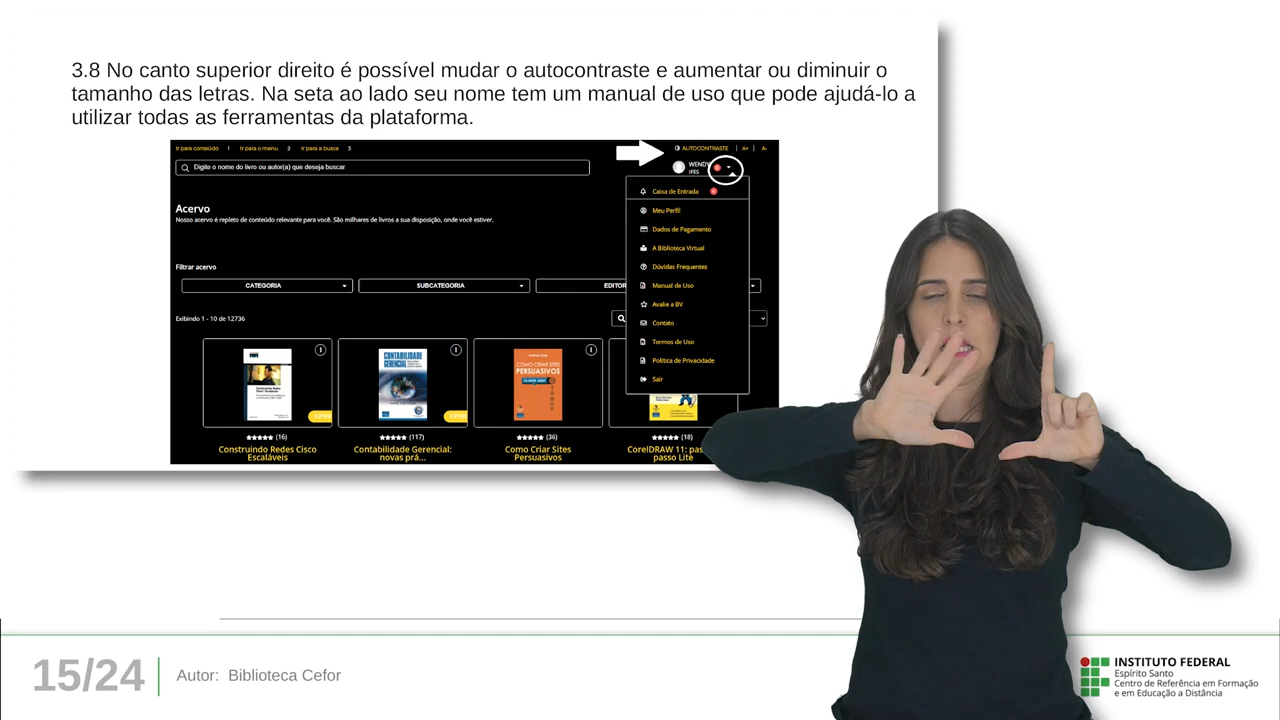 3.8 No canto superior direito é possível mudar o autocontraste e aumentar ou diminuir o
tamanho das letras. Na seta ao lado seu nome tem um manual de uso que pode ajudá-lo a
utilizar todas as ferramentas da plataforma.
Ir para conteúdo 1 Ir para o menu 2 Ir para a busca 3
AUTOCONTRASTE | A+ | A-
Digite o nome do livro ou autor(a) que deseja buscar
WENDY
IFES
Caixa de Entrada
Meu Perfil
Dados de Pagamento
A Biblioteca Virtual
Dúvidas Frequentes
Manual de Uso
Avalie a BV
Contato
Termos de Uso
Política de Privacidade
Sair
Acervo
Nosso acervo é repleto de conteúdo relevante para você. São milhares de livros a sua disposição, onde você estiver.
Filtrar acervo
CATEGORIA
SUBCATEGORIA
EDITOR
Exibindo 1 - 10 de 12736
CONTABILIDADE
GERENCIAL
COMO CRIAR SITES
PERSUASIVOS
(16)
Construindo Redes Cisco
Escaláveis
(117)
Contabilidade Gerencial:
novas prá...
(36)
Como Criar Sites
Persuasivos
(18)
CorelDRAW 11: pas
passo Lite
15/24
Autor: Biblioteca Cefor
INSTITUTO FEDERAL
Espírito Santo
Centro de Referência em Formação
e em Educação a Distância